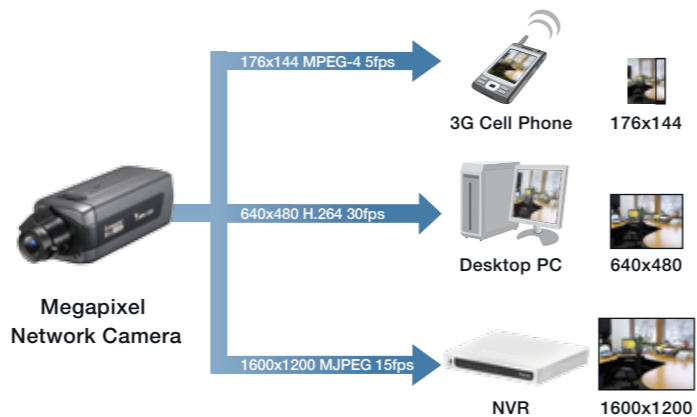 176x144 MPEG-4 5fps
3G Cell Phone
176x144
640x480 H.264 30fps
Desktop PC
640x480
Megapixel
Network Camera
1600x1200 MJPEG 15fps
NVR
1600x1200